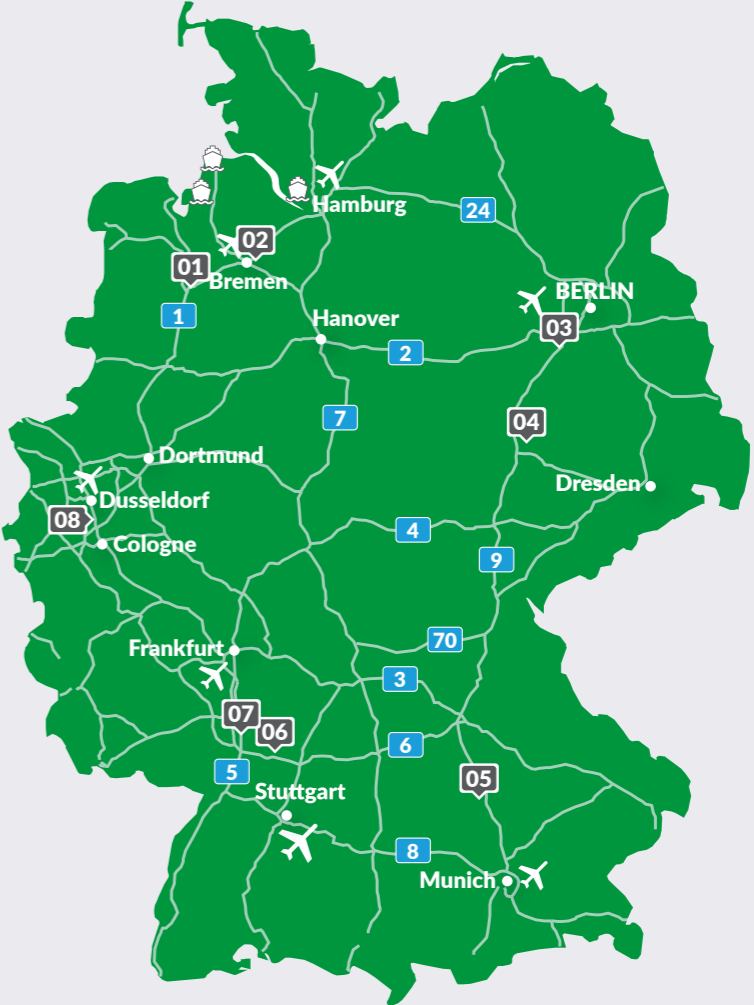 Hamburg
24
02
01
Bremen
BERLIN
1
Hanover
03
2
7
04
Dortmund
Dresden
Dusseldorf
08
4
Cologne
9
70
Frankfurt
3
07
06
6
5
05
Stuttgart
8
Munich